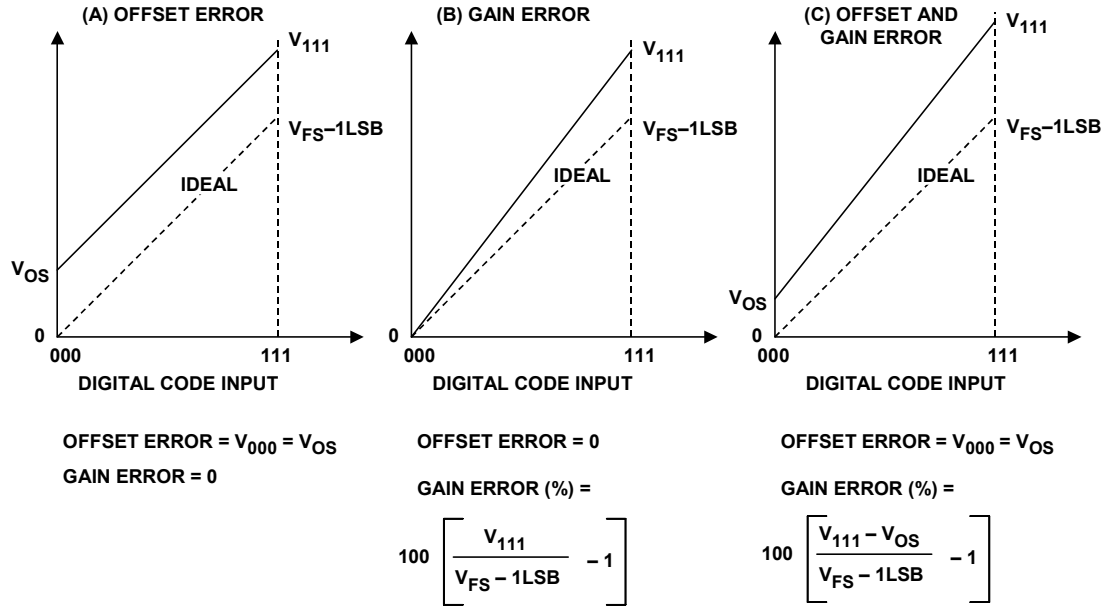 (A) OFFSET ERROR
V111
VFS–1LSB
IDEAL
VOS
0
000
111
DIGITAL CODE INPUT
OFFSET ERROR = V000 = VOS
GAIN ERROR = 0
(B) GAIN ERROR
V111
VFS–1LSB
IDEAL
0
000
111
DIGITAL CODE INPUT
OFFSET ERROR = 0
GAIN ERROR (%) =
100 [ V111 / VFS – 1LSB – 1 ]
(C) OFFSET AND
GAIN ERROR
V111
VFS–1LSB
IDEAL
VOS
0
000
111
DIGITAL CODE INPUT
OFFSET ERROR = V000 = VOS
GAIN ERROR (%) =
100 [ V111 – VOS / VFS – 1LSB – 1 ]